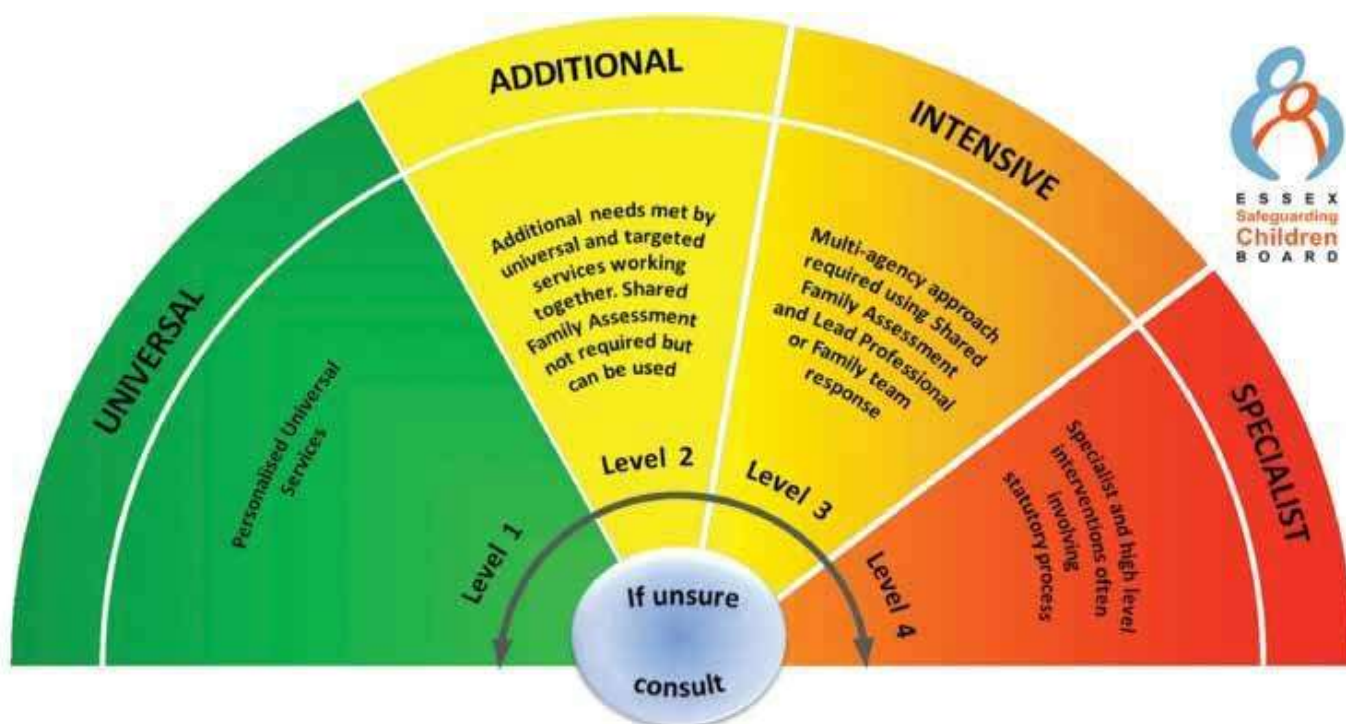 UNIVERSAL
Personalised Universal
Services
Level 1
ADDITIONAL
Additional needs met by
universal and targeted
services working
together. Shared
Family Assessment
not required but
can be used
Level 2
INTENSIVE
Multi-agency approach
required using Shared
Family Assessment
and Lead Professional
or Family team
response
Level 3
SPECIALIST
Specialist and high level
interventions often
involving
statutory process
Level 4
If unsure
consult
ESSEX
Safeguarding
Children
BOARD